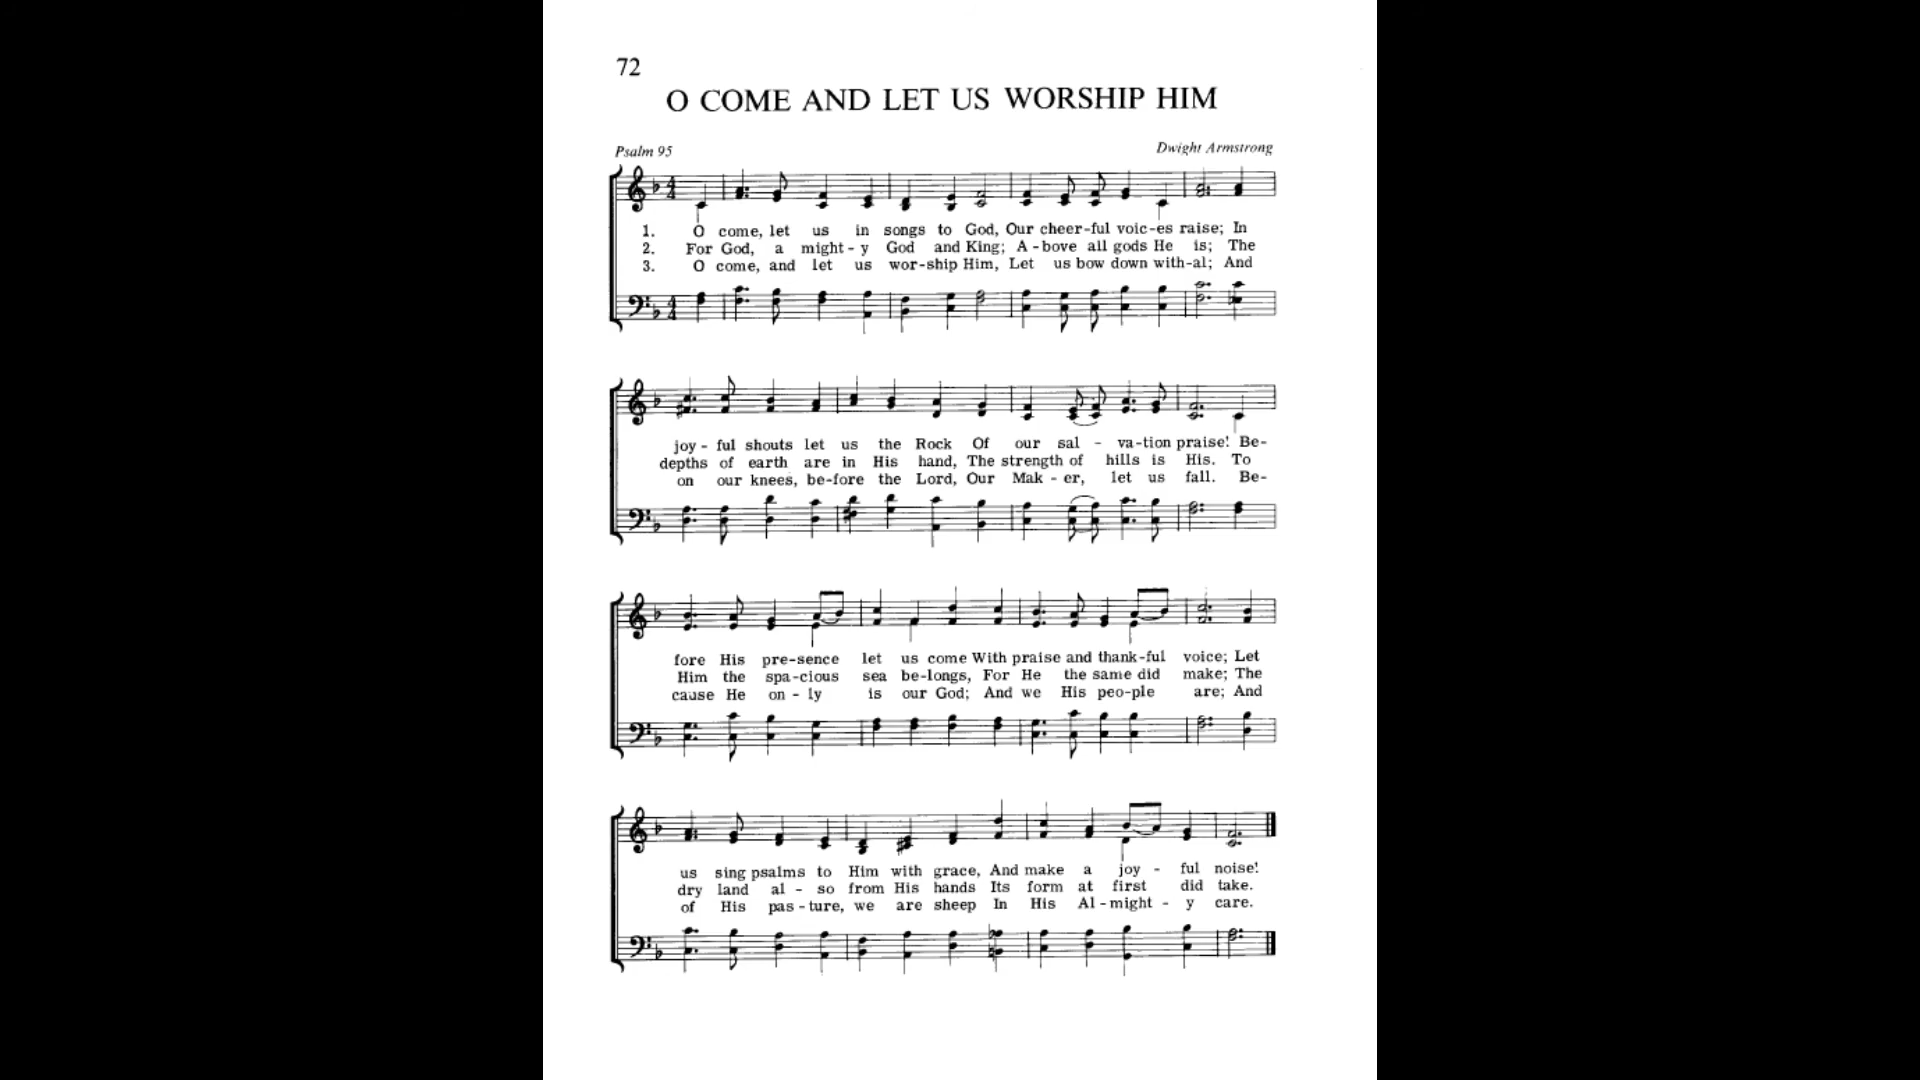 72
O COME AND LET US WORSHIP HIM
Psalm 95 Dwight Armstrong
1. O come, let us in songs to God, Our cheer-ful voic-es raise; In
2. For God, a might-y God and King; A-bove all gods He is; The
3. O come, and let us wor-ship Him, Let us bow down with-al; And
joy-ful shouts let us the Rock Of our sal-va-tion praise! Be-
depths of earth are in His hand, The strength of hills is His. To
on our knees, be-fore the Lord, Our Mak-er, let us fall. Be-
fore His pre-sence let us come With praise and thank-ful voice; Let
Him the spa-cious sea be-longs, For He the same did make; The
cause He on-ly is our God; And we His peo-ple are; And
us sing psalms to Him with grace, And make a joy-ful noise!
dry land al-so from His hands Its form at first did take.
of His pas-ture, we are sheep In His Al-might-y care.